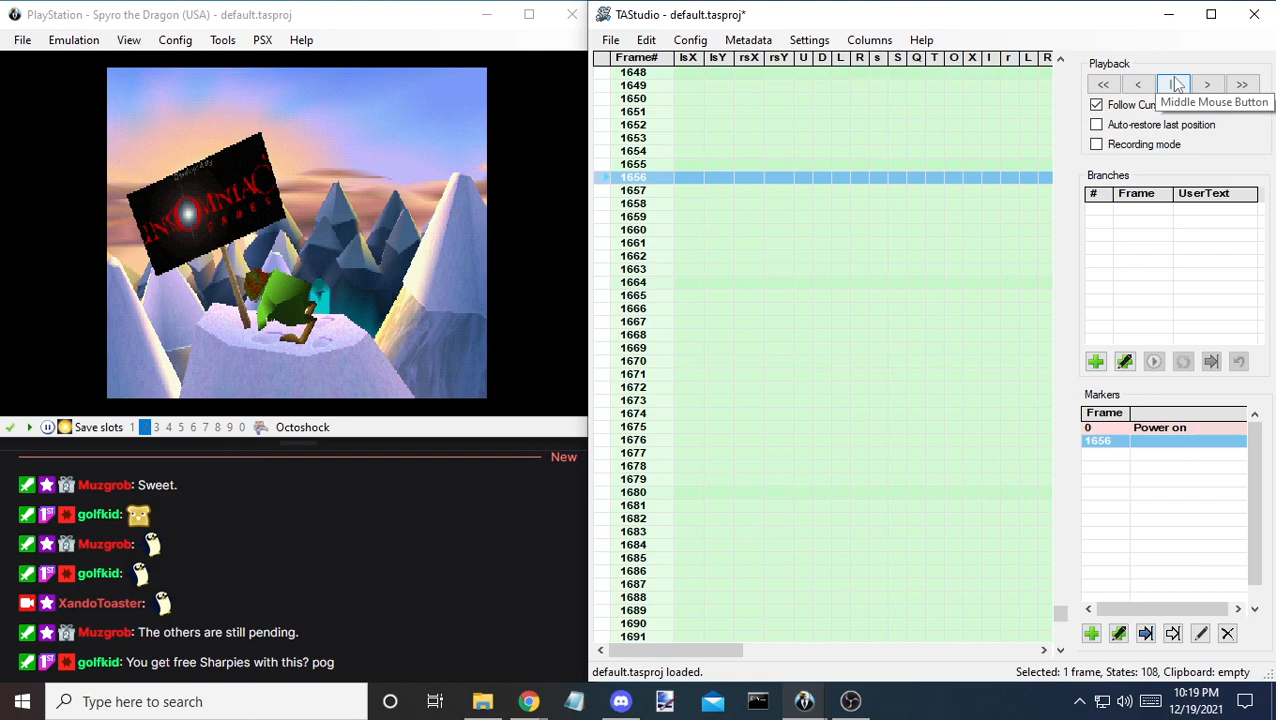 PlayStation - Spyro the Dragon (USA) - default.tasproj
File Emulation View Config Tools PSX Help
INSOMNIAC
GAMES
Save slots 1 2 3 4 5 6 7 8 9 0 Octoshock
New
Muzgrob: Sweet.
golfkid:
Muzgrob:
golfkid:
XandoToaster:
Muzgrob: The others are still pending.
golfkid: You get free Sharpies with this? pog
TAStudio - default.tasproj*
File Edit Config Metadata Settings Columns Help
Frame# lsX lsY rsX rsY U D L R s S Q T O X l r L R
1648
1649
1650
1651
1652
1653
1654
1655
1656
1657
1658
1659
1660
1661
1662
1663
1664
1665
1666
1667
1668
1669
1670
1671
1672
1673
1674
1675
1676
1677
1678
1679
1680
1681
1682
1683
1684
1685
1686
1687
1688
1689
1690
1691
Playback
<< < > >>
Middle Mouse Button
Follow Cur
Auto-restore last position
Recording mode
Branches
# Frame UserText
Markers
Frame
0 Power on
1656
default.tasproj loaded.
Selected: 1 frame, States: 108, Clipboard: empty
Type here to search
10:19 PM
12/19/2021